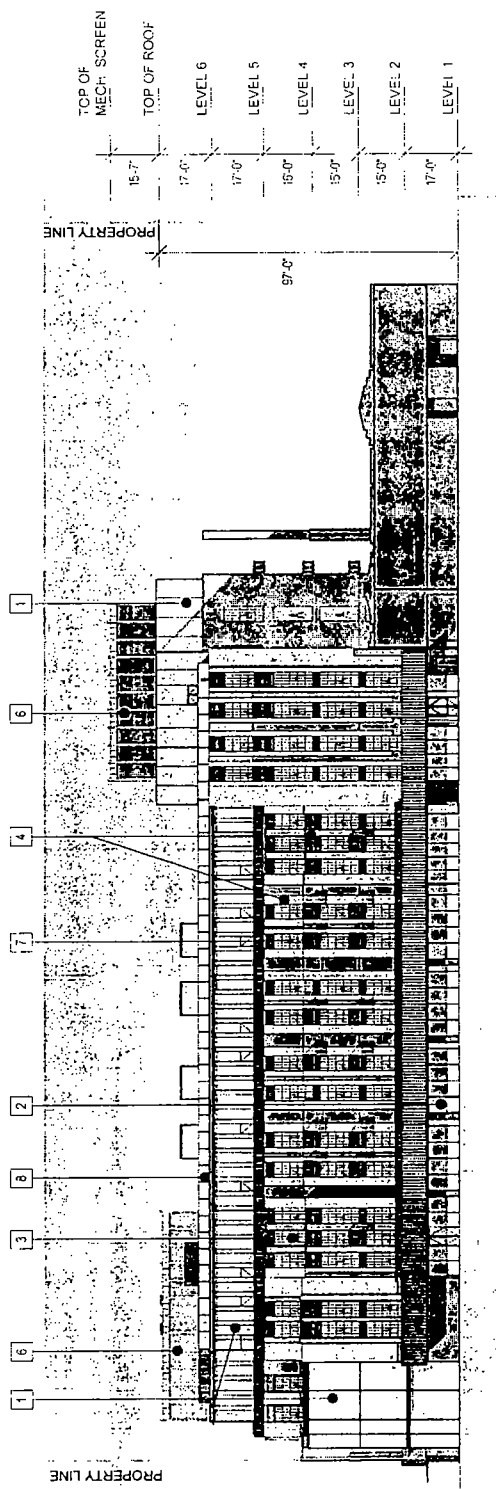 PROPERTY LINE
1
6
3
8
2
7
4
6
1
PROPERTY LINE
TOP OF
MECH. SCREEN
15'-7"
TOP OF ROOF
17'-0"
LEVEL 6
17'-0"
LEVEL 5
16'-0"
LEVEL 4
15'-0"
LEVEL 3
15'-0"
LEVEL 2
17'-0"
LEVEL 1
97'-0"